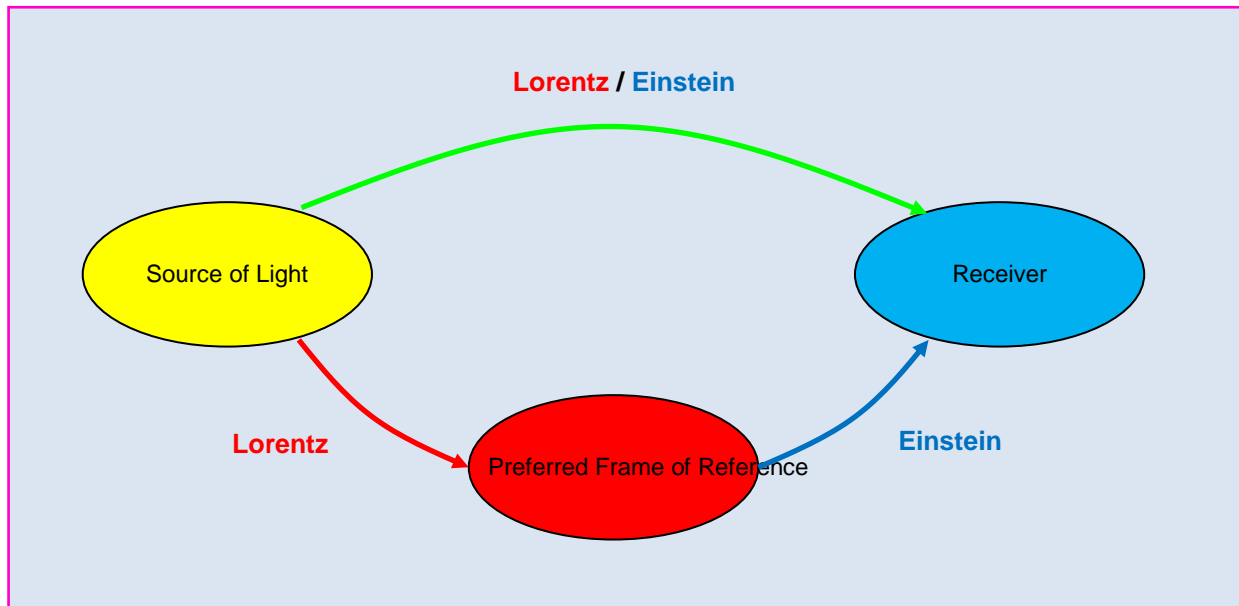 Lorentz / Einstein
Source of Light
Receiver
Lorentz
Einstein
Preferred Frame of Reference